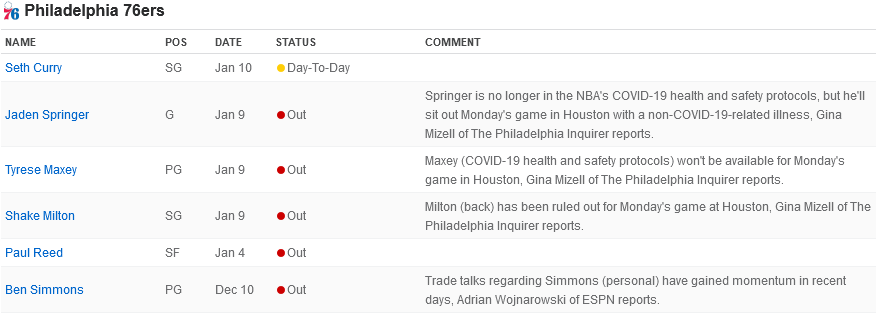 76 Philadelphia 76ers
NAME POS DATE STATUS COMMENT
Seth Curry SG Jan 10 Day-To-Day
Springer is no longer in the NBA's COVID-19 health and safety protocols, but he'll
Jaden Springer G Jan 9 Out sit out Monday's game in Houston with a non-COVID-19-related illness, Gina
Mizell of The Philadelphia Inquirer reports.
Tyrese Maxey PG Jan 9 Out Maxey (COVID-19 health and safety protocols) won't be available for Monday's
game in Houston, Gina Mizell of The Philadelphia Inquirer reports.
Shake Milton SG Jan 9 Out Milton (back) has been ruled out for Monday's game at Houston, Gina Mizell of The
Philadelphia Inquirer reports.
Paul Reed SF Jan 4 Out
Ben Simmons PG Dec 10 Out Trade talks regarding Simmons (personal) have gained momentum in recent
days, Adrian Wojnarowski of ESPN reports.